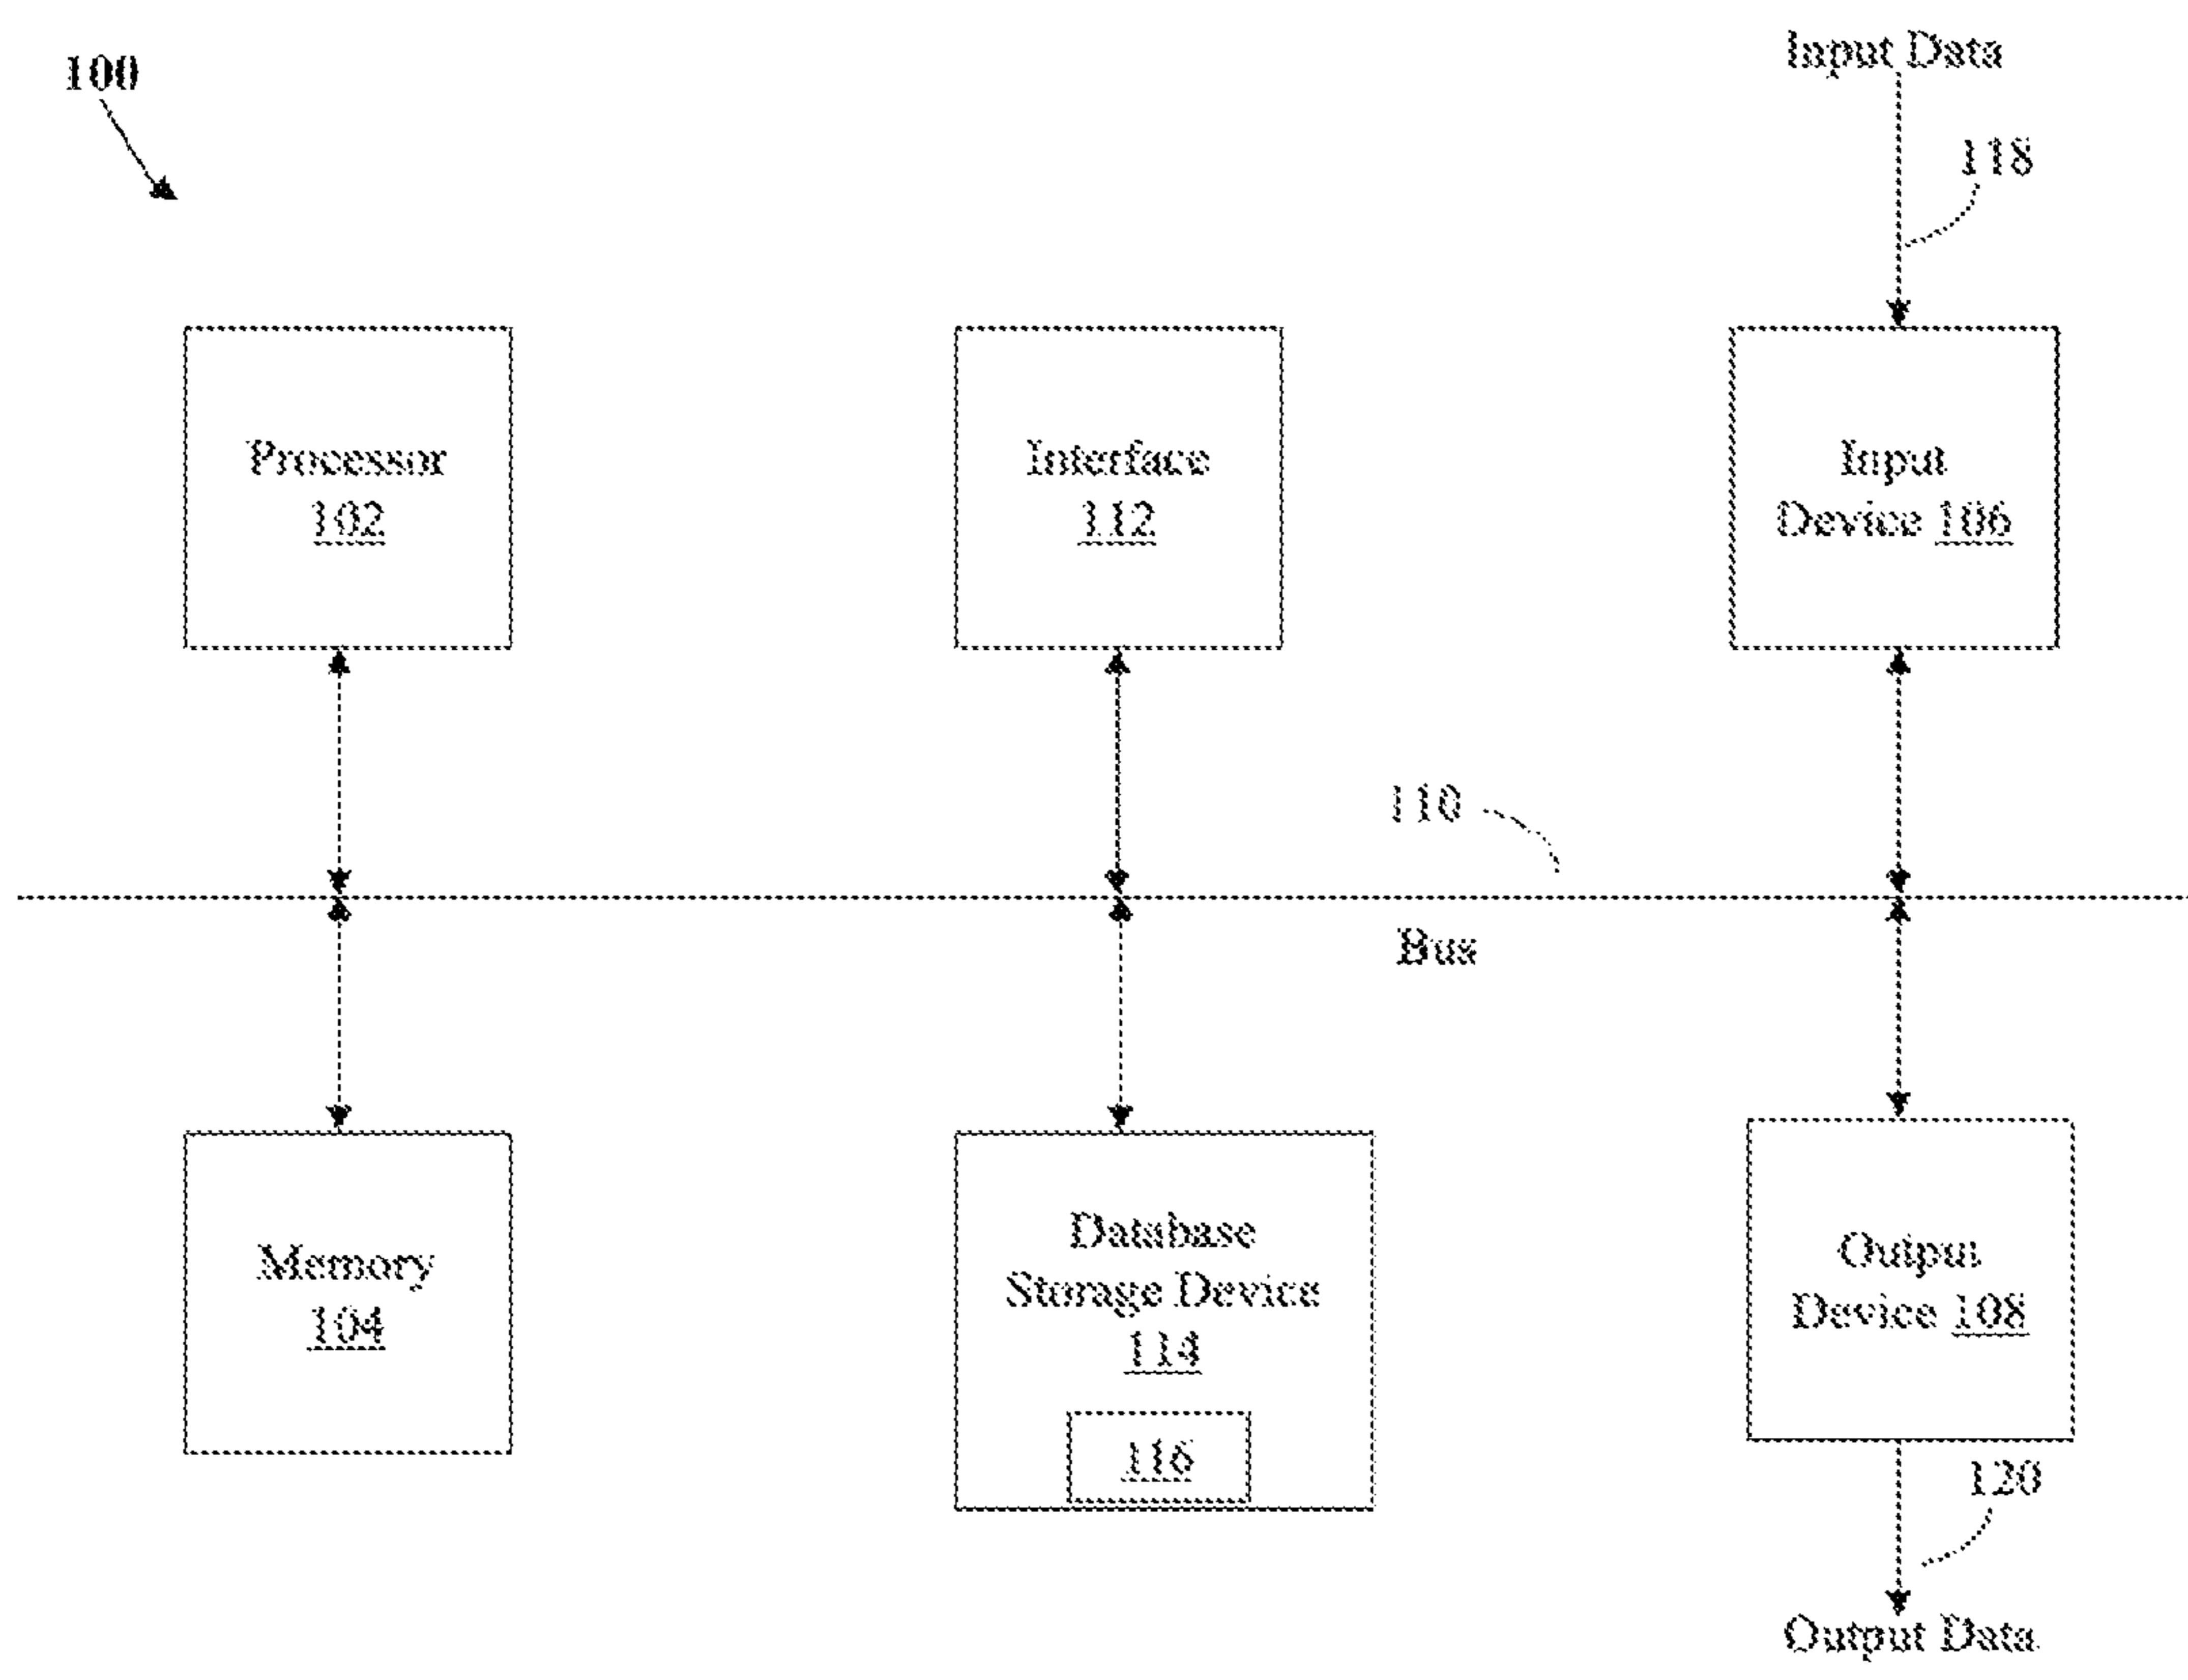 100
Input Data
118
Processor
102
Interface
112
Input
Device 106
110
Bus
Memory
104
Database
Storage Device
114
116
Output
Device 108
120
Output Data